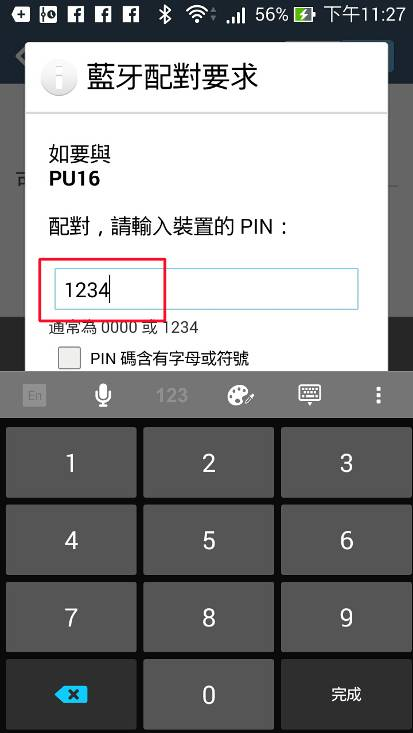 56% 下午11:27
藍牙配對要求
如要與
PU16
配對，請輸入裝置的 PIN：
1234
通常為 0000 或 1234
PIN 碼含有字母或符號
En 123
1 2 3
4 5 6
7 8 9
0 完成